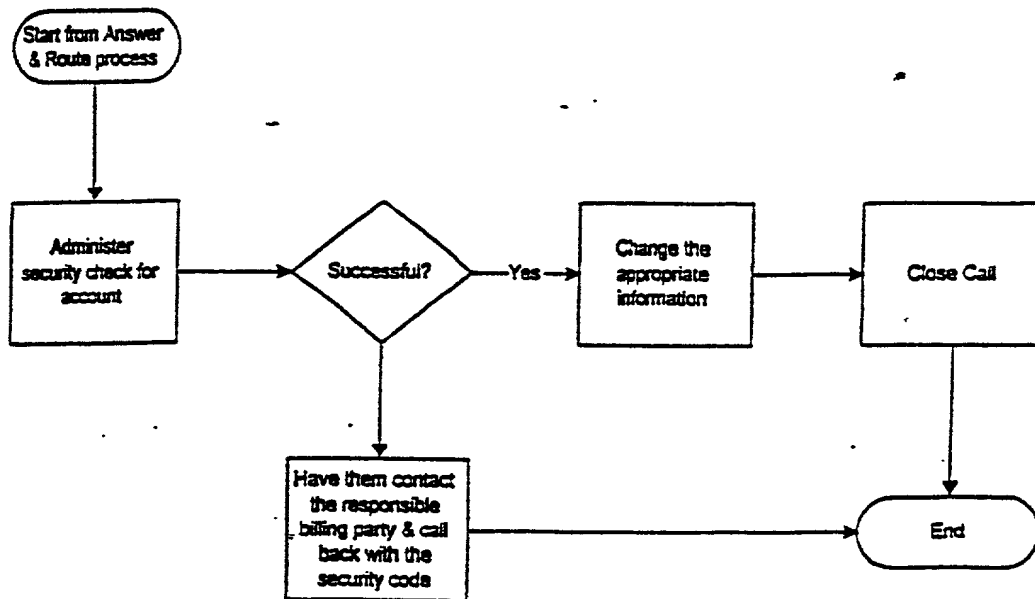 Start from Answer
& Route process
Administer
security check for
account
Successful?
Yes
Change the
appropriate
information
Close Call
Have them contact
the responsible
billing party & call
back with the
security code
End